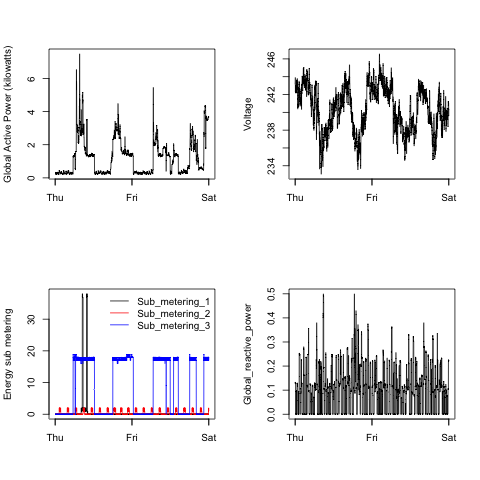 Global Active Power (kilowatts)
0 2 4 6
Thu Fri Sat
Voltage
234 238 242 246
Thu Fri Sat
Energy sub metering
0 10 20 30
Sub_metering_1
Sub_metering_2
Sub_metering_3
Thu Fri Sat
Global_reactive_power
0.0 0.1 0.2 0.3 0.4 0.5
Thu Fri Sat